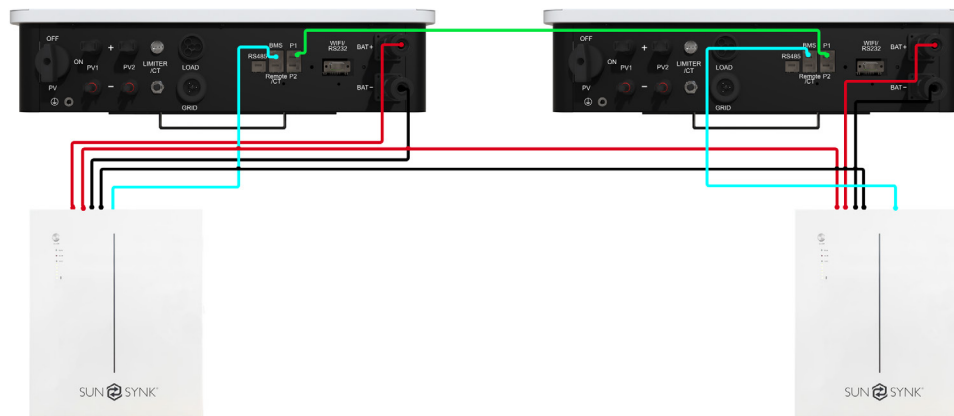 OFF
ON
PV
+
PV1
−
+
PV2
−
LIMITER
/CT
LOAD
GRID
RS485
BMS
P1
Remote
/CT
P2
WIFI/
RS232
BAT+
BAT−
OFF
ON
PV
+
PV1
−
+
PV2
−
LIMITER
/CT
LOAD
GRID
RS485
BMS
P1
Remote
/CT
P2
WIFI/
RS232
BAT+
BAT−
SUN SYNK™
SUN SYNK™